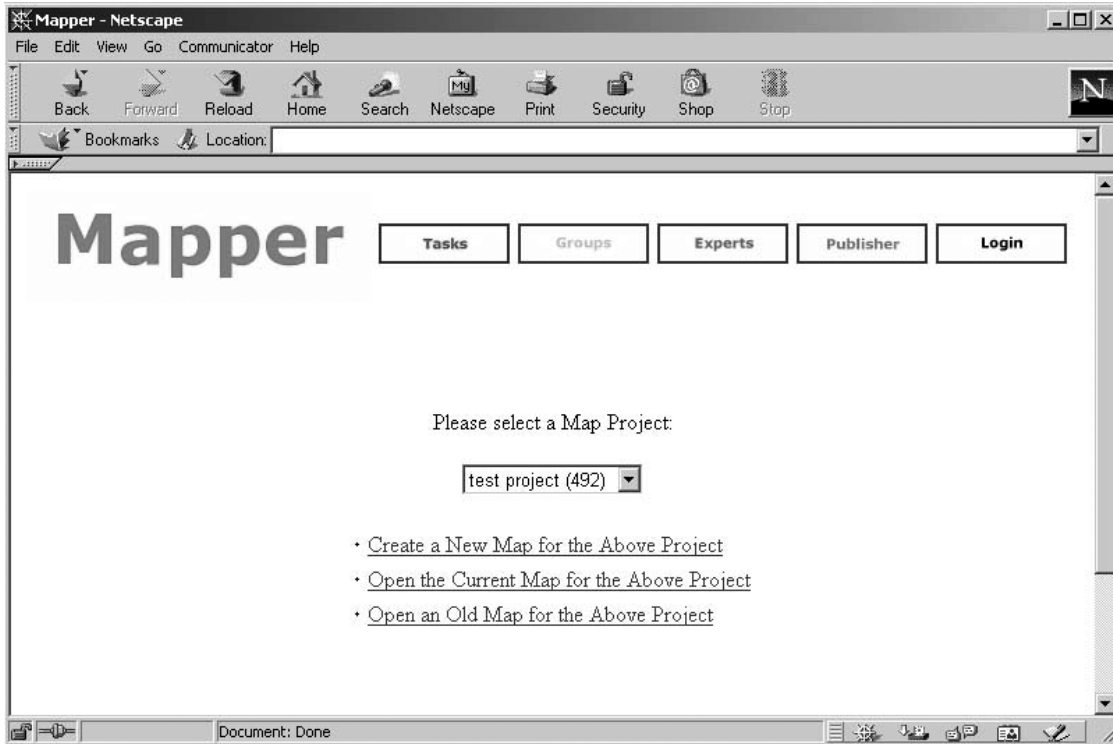 Mapper - Netscape
File Edit View Go Communicator Help
My
N
Back Forward Reload Home Search Netscape Print Security Shop Stop
Bookmarks Location:
Mapper Tasks Groups Experts Publisher Login
Please select a Map Project:
test project (492)
• Create a New Map for the Above Project
• Open the Current Map for the Above Project
• Open an Old Map for the Above Project
Document: Done